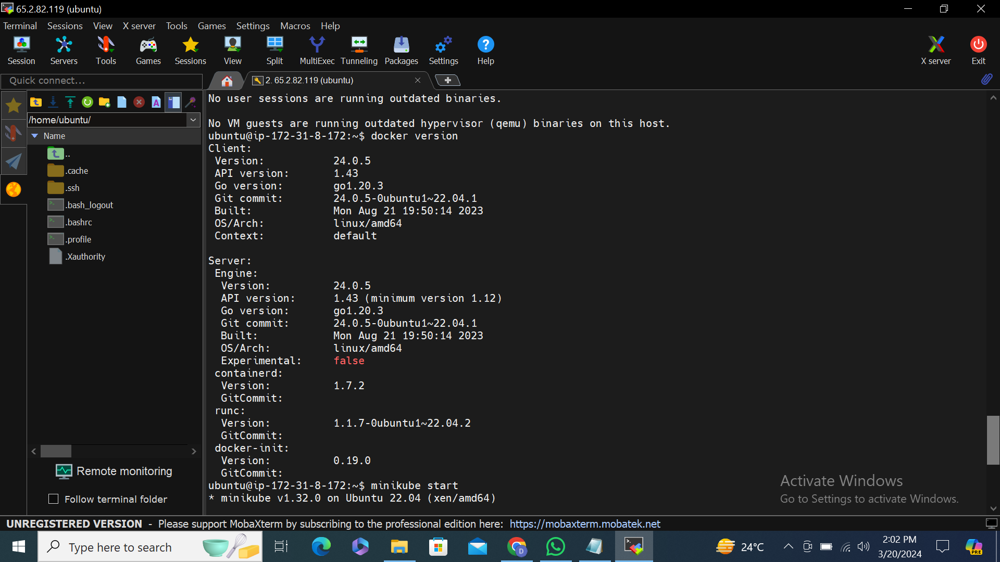 65.2.82.119 (ubuntu)
Terminal Sessions View X server Tools Games Settings Macros Help
Session Servers Tools Games Sessions View Split MultiExec Tunneling Packages Settings Help X server Exit
Quick connect...
2. 65.2.82.119 (ubuntu)
/home/ubuntu/
Name
..
.cache
.ssh
.bash_logout
.bashrc
.profile
.Xauthority
Remote monitoring
Follow terminal folder
No user sessions are running outdated binaries.
No VM guests are running outdated hypervisor (qemu) binaries on this host.
ubuntu@ip-172-31-8-172:~$ docker version
Client:
Version: 24.0.5
API version: 1.43
Go version: go1.20.3
Git commit: 24.0.5-0ubuntu1~22.04.1
Built: Mon Aug 21 19:50:14 2023
OS/Arch: linux/amd64
Context: default
Server:
Engine:
Version: 24.0.5
API version: 1.43 (minimum version 1.12)
Go version: go1.20.3
Git commit: 24.0.5-0ubuntu1~22.04.1
Built: Mon Aug 21 19:50:14 2023
OS/Arch: linux/amd64
Experimental: false
containerd:
Version: 1.7.2
GitCommit:
runc:
Version: 1.1.7-0ubuntu1~22.04.2
GitCommit:
docker-init:
Version: 0.19.0
GitCommit:
ubuntu@ip-172-31-8-172:~$ minikube start
* minikube v1.32.0 on Ubuntu 22.04 (xen/amd64)
Activate Windows
Go to Settings to activate Windows.
UNREGISTERED VERSION - Please support MobaXterm by subscribing to the professional edition here: https://mobaxterm.mobatek.net
Type here to search
24°C
2:02 PM
3/20/2024
PRE